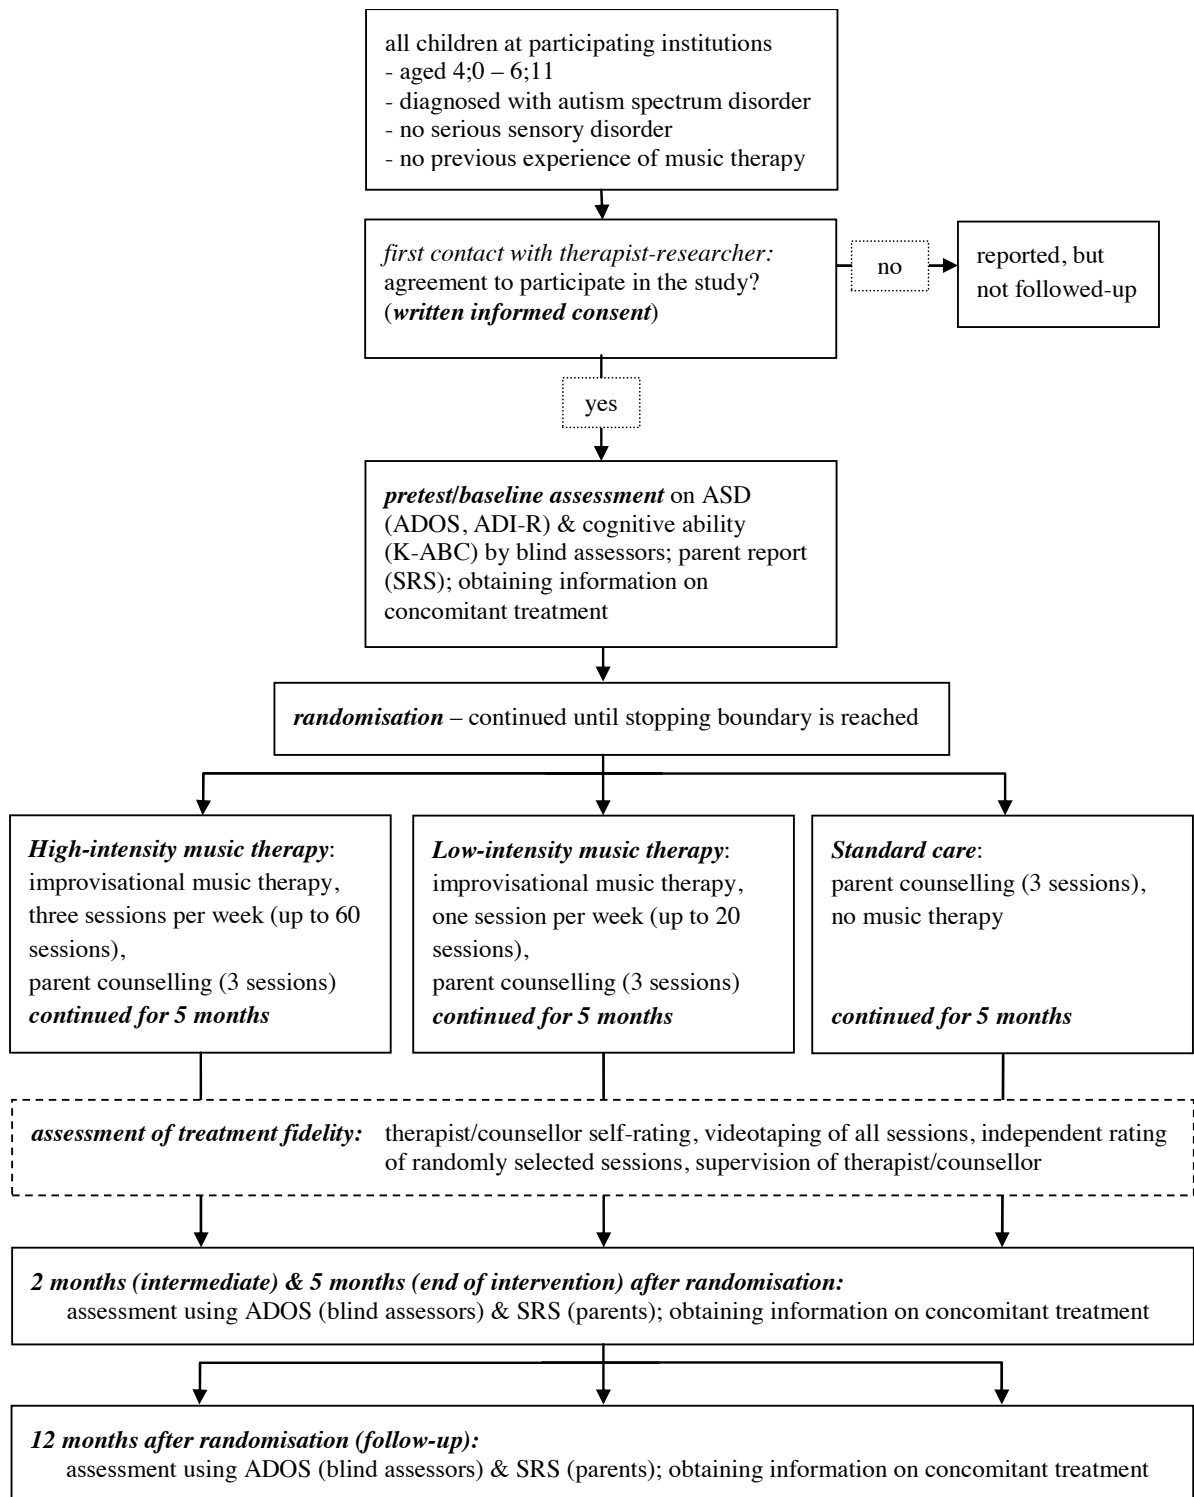 all children at participating institutions
- aged 4;0 – 6;11
- diagnosed with autism spectrum disorder
- no serious sensory disorder
- no previous experience of music therapy
first contact with therapist-researcher:
agreement to participate in the study?
(written informed consent)
no
reported, but
not followed-up
yes
pretest/baseline assessment on ASD
(ADOS, ADI-R) & cognitive ability
(K-ABC) by blind assessors; parent report
(SRS); obtaining information on
concomitant treatment
randomisation – continued until stopping boundary is reached
High-intensity music therapy:
improvisational music therapy,
three sessions per week (up to 60
sessions),
parent counselling (3 sessions)
continued for 5 months
Low-intensity music therapy:
improvisational music therapy,
one session per week (up to 20
sessions),
parent counselling (3 sessions)
continued for 5 months
Standard care:
parent counselling (3 sessions),
no music therapy
continued for 5 months
assessment of treatment fidelity: therapist/counsellor self-rating, videotaping of all sessions, independent rating
of randomly selected sessions, supervision of therapist/counsellor
2 months (intermediate) & 5 months (end of intervention) after randomisation:
assessment using ADOS (blind assessors) & SRS (parents); obtaining information on concomitant treatment
12 months after randomisation (follow-up):
assessment using ADOS (blind assessors) & SRS (parents); obtaining information on concomitant treatment